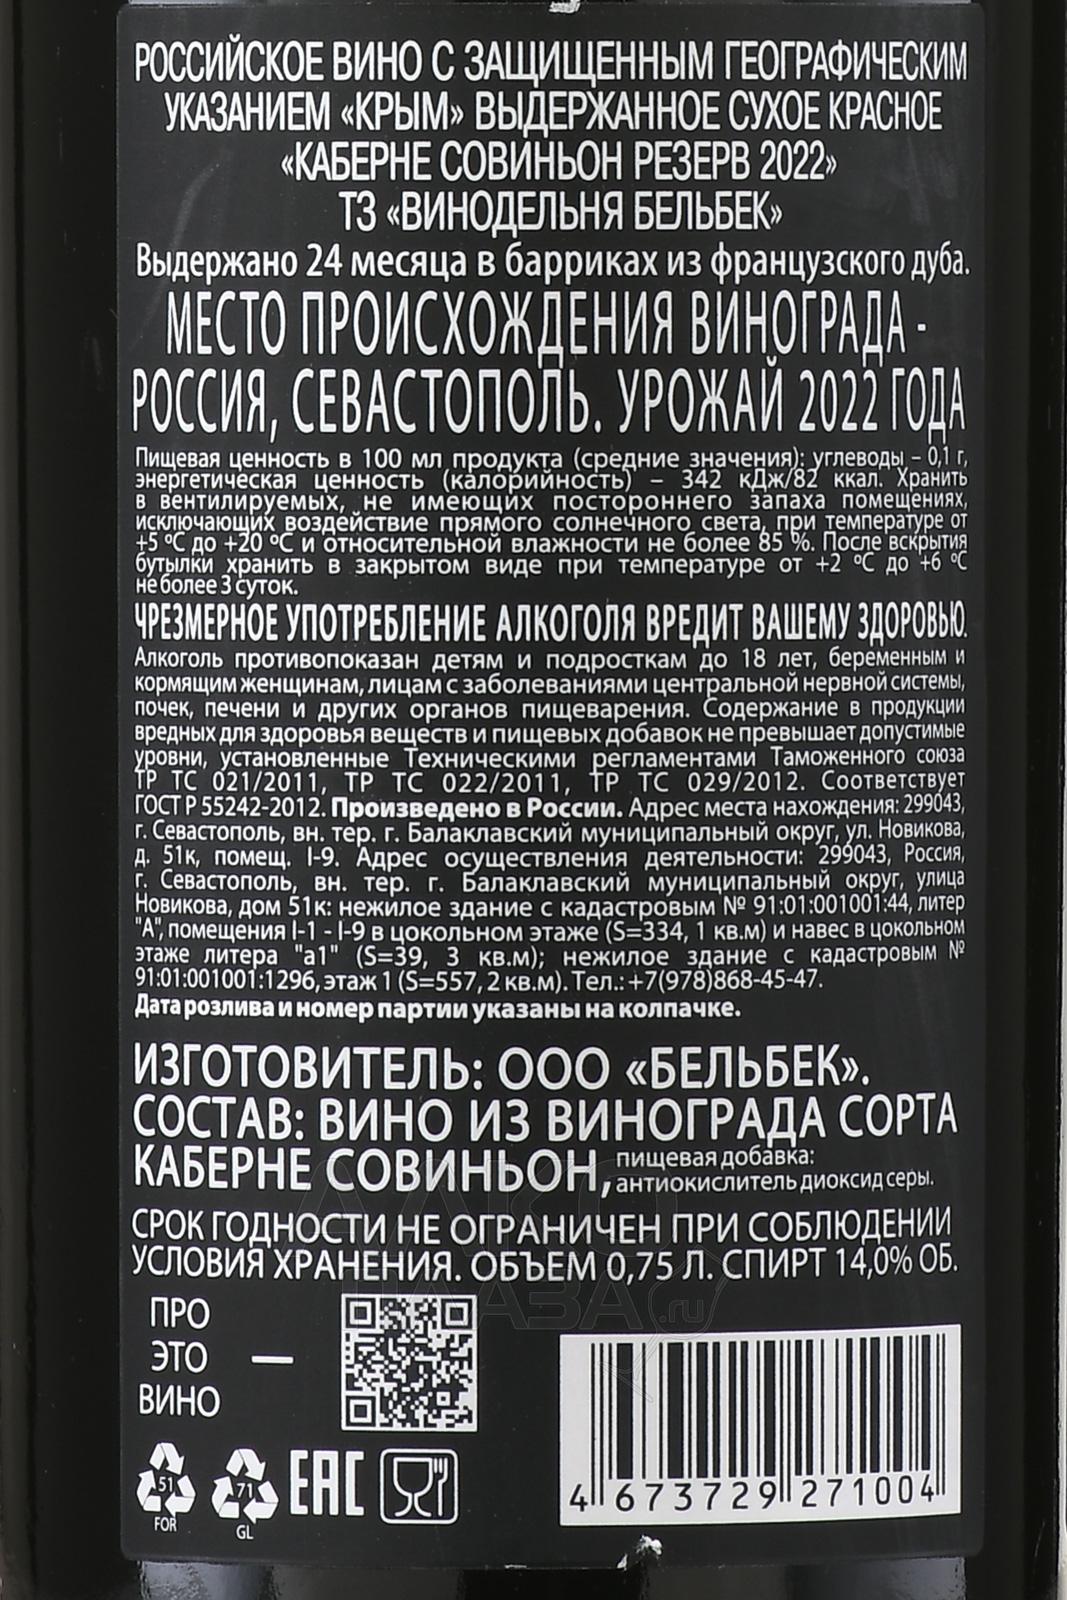 РОССИЙСКОЕ ВИНО С ЗАЩИЩЕННЫМ ГЕОГРАФИЧЕСКИМ
УКАЗАНИЕМ «КРЫМ» ВЫДЕРЖАННОЕ СУХОЕ КРАСНОЕ
«КАБЕРНЕ СОВИНЬОН РЕЗЕРВ 2022»
ТЗ «ВИНОДЕЛЬНЯ БЕЛЬБЕК»
Выдержано 24 месяца в барриках из французского дуба.
МЕСТО ПРОИСХОЖДЕНИЯ ВИНОГРАДА -
РОССИЯ, СЕВАСТОПОЛЬ. УРОЖАЙ 2022 ГОДА
Пищевая ценность в 100 мл продукта (средние значения): углеводы – 0,1 г,
энергетическая ценность (калорийность) – 342 кДж/82 ккал. Хранить
в вентилируемых, не имеющих постороннего запаха помещениях,
исключающих воздействие прямого солнечного света, при температуре от
+5 ºС до +20 ºС и относительной влажности не более 85 %. После вскрытия
бутылки хранить в закрытом виде при температуре от +2 ºС до +6 ºС
не более 3 суток.
ЧРЕЗМЕРНОЕ УПОТРЕБЛЕНИЕ АЛКОГОЛЯ ВРЕДИТ ВАШЕМУ ЗДОРОВЬЮ.
Алкоголь противопоказан детям и подросткам до 18 лет, беременным и
кормящим женщинам, лицам с заболеваниями центральной нервной системы,
почек, печени и других органов пищеварения. Содержание в продукции
вредных для здоровья веществ и пищевых добавок не превышает допустимые
уровни, установленные Техническими регламентами Таможенного союза
ТР ТС 021/2011, ТР ТС 022/2011, ТР ТС 029/2012. Соответствует
ГОСТ Р 55242-2012. Произведено в России. Адрес места нахождения: 299043,
г. Севастополь, вн. тер. г. Балаклавский муниципальный округ, ул. Новикова,
д. 51к, помещ. I-9. Адрес осуществления деятельности: 299043, Россия,
г. Севастополь, вн. тер. г. Балаклавский муниципальный округ, улица
Новикова, дом 51к: нежилое здание с кадастровым № 91:01:001001:44, литер
"А", помещения I-1 - I-9 в цокольном этаже (S=334, 1 кв.м) и навес в цокольном
этаже литера "а1" (S=39, 3 кв.м); нежилое здание с кадастровым №
91:01:001001:1296, этаж 1 (S=557, 2 кв.м). Тел.: +7(978)868-45-47.
Дата розлива и номер партии указаны на колпачке.
ИЗГОТОВИТЕЛЬ: ООО «БЕЛЬБЕК».
СОСТАВ: ВИНО ИЗ ВИНОГРАДА СОРТА
КАБЕРНЕ СОВИНЬОН, пищевая добавка:
антиокислитель диоксид серы.
СРОК ГОДНОСТИ НЕ ОГРАНИЧЕН ПРИ СОБЛЮДЕНИИ
УСЛОВИЯ ХРАНЕНИЯ. ОБЪЕМ 0,75 Л. СПИРТ 14,0% ОБ.
АЛКО
ПЛАЗА.ru
ПРО
ЭТО —
ВИНО
51
FOR
71
GL
EAC
4 673729 271004